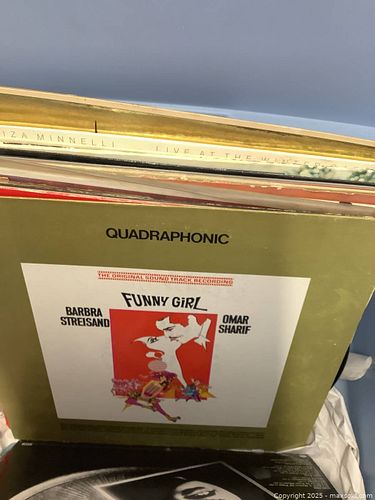 IZA MINNELLI LIVE AT THE WINTER
QUADRAPHONIC
THE ORIGINAL SOUND TRACK RECORDING
FUNNY GIRL
BARBRA
STREISAND
OMAR
SHARIF
Copyright 2025 - maxsold.com